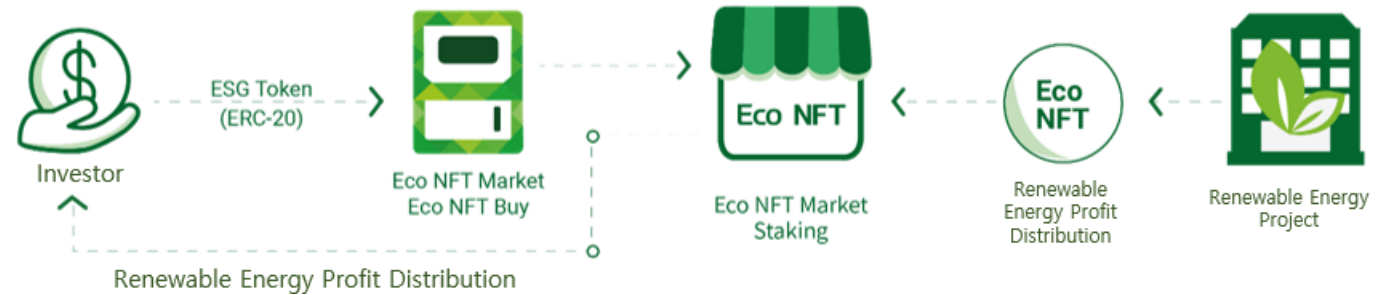 ESG Token
(ERC-20)
Investor
Eco NFT Market
Eco NFT Buy
Eco NFT
Eco NFT Market
Staking
Eco
NFT
Renewable
Energy Profit
Distribution
Renewable Energy
Project
Renewable Energy Profit Distribution